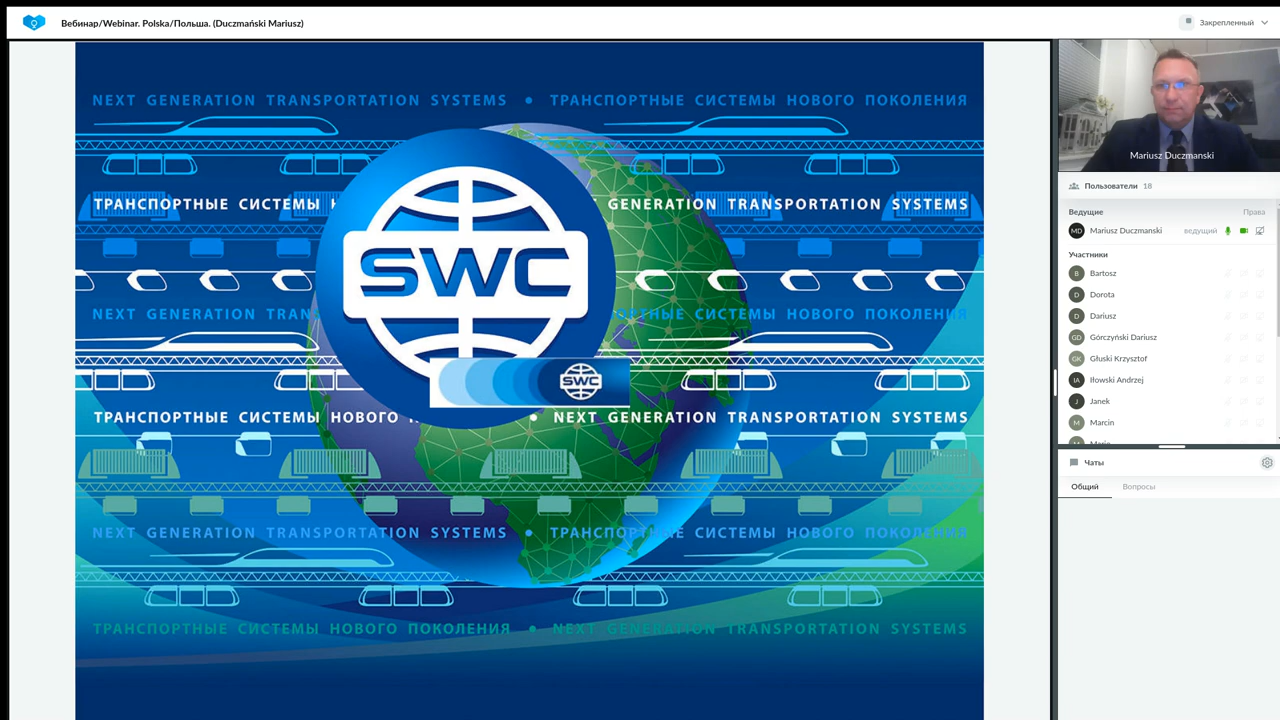 Вебинар/Webinar. Polska/Польша. (Duczmański Mariusz)
Закрепленный
NEXT GENERATION TRANSPORTATION SYSTEMS • ТРАНСПОРТНЫЕ СИСТЕМЫ НОВОГО ПОКОЛЕНИЯ
ТРАНСПОРТНЫЕ СИСТЕМЫ
GENERATION TRANSPORTATION SYSTEMS
SWC
NEXT GENERATION
СИСТЕМЫ НОВОГО ПОКОЛЕНИЯ
SWC
ТРАНСПОРТНЫЕ СИСТЕМЫ НОВОГО • NEXT GENERATION TRANSPORTATION SYSTEMS
NEXT GENERATION TRANSPORTATION SYSTEMS • ТРАНСПОРТНЫЕ СИСТЕМЫ НОВОГО ПОКОЛЕНИЯ
ТРАНСПОРТНЫЕ СИСТЕМЫ НОВОГО ПОКОЛЕНИЯ • NEXT GENERATION TRANSPORTATION SYSTEMS
Mariusz Duczmanski
Пользователи 18
Ведущие Права
MD Mariusz Duczmanski ведущий
Участники
B Bartosz
D Dorota
D Dariusz
GD Górczyński Dariusz
GK Głuski Krzysztof
IA Iłowski Andrzej
J Janek
M Marcin
Чаты
Общий Вопросы